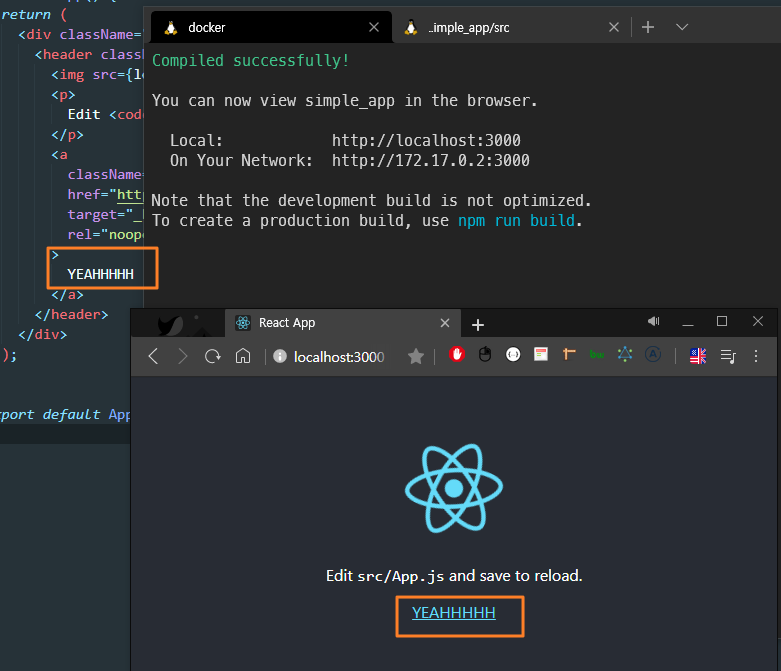 return (
<div className=
<header classN
<img src={lo
<p>
Edit <code
</p>
<a
className=
href="http
target="_b
rel="noope
>
YEAHHHHH
</a>
</header>
</div>
);
port default App
docker
..imple_app/src
Compiled successfully!
You can now view simple_app in the browser.
Local: http://localhost:3000
On Your Network: http://172.17.0.2:3000
Note that the development build is not optimized.
To create a production build, use npm run build.
React App
localhost:3000
Edit src/App.js and save to reload.
YEAHHHHH